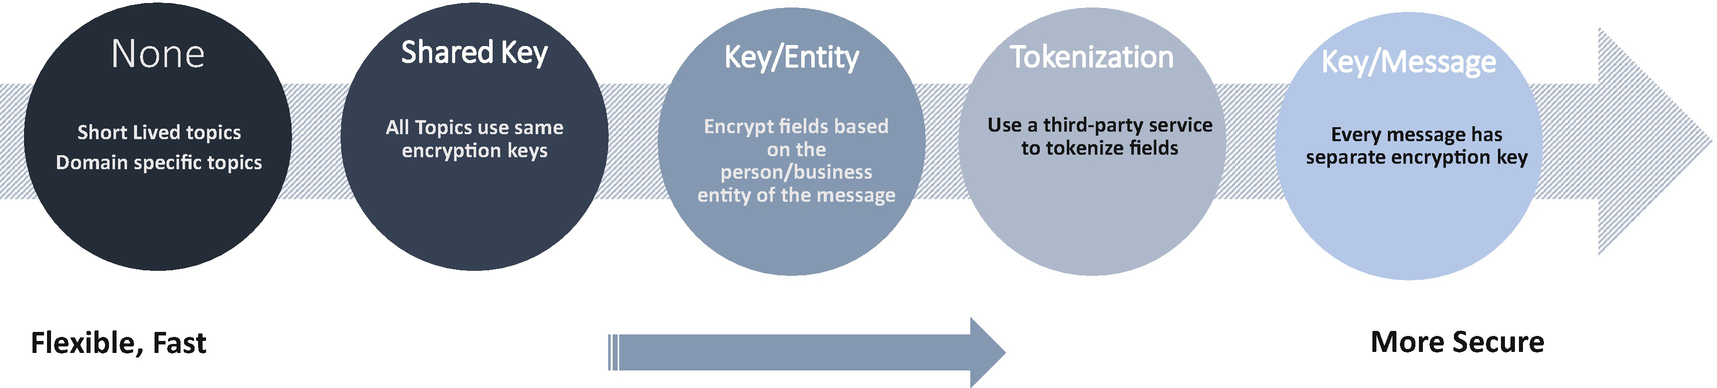 None
Short Lived topics
Domain specific topics
Shared Key
All Topics use same
encryption keys
Key/Entity
Encrypt fields based
on the
person/business
entity of the message
Tokenization
Use a third-party service
to tokenize fields
Key/Message
Every message has
separate encryption key
Flexible, Fast
More Secure